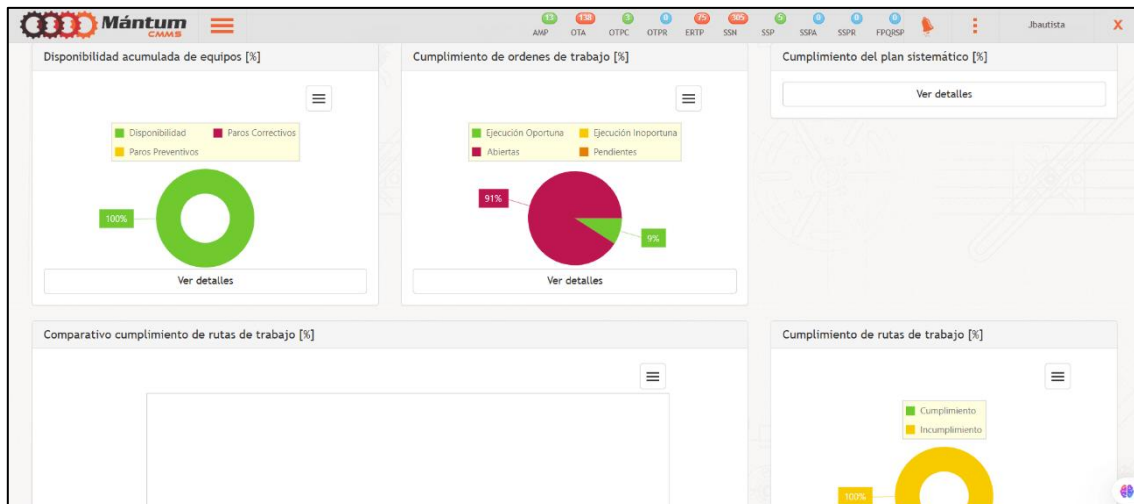 Mántum
CMMS
13 138 3 0 75 305 5 0 0 0
AMP OTA OTPC OTPR ERTP SSN SSP SSPA SSPR FPQRSP
Jbautista
X
Disponibilidad acumulada de equipos [%]
Disponibilidad
Paros Correctivos
Paros Preventivos
100%
Ver detalles
Cumplimiento de ordenes de trabajo [%]
Ejecución Oportuna
Ejecución Inoportuna
Abiertas
Pendientes
91%
9%
Ver detalles
Cumplimiento del plan sistemático [%]
Ver detalles
Comparativo cumplimiento de rutas de trabajo [%]
Cumplimiento de rutas de trabajo [%]
Cumplimiento
Incumplimiento
100%